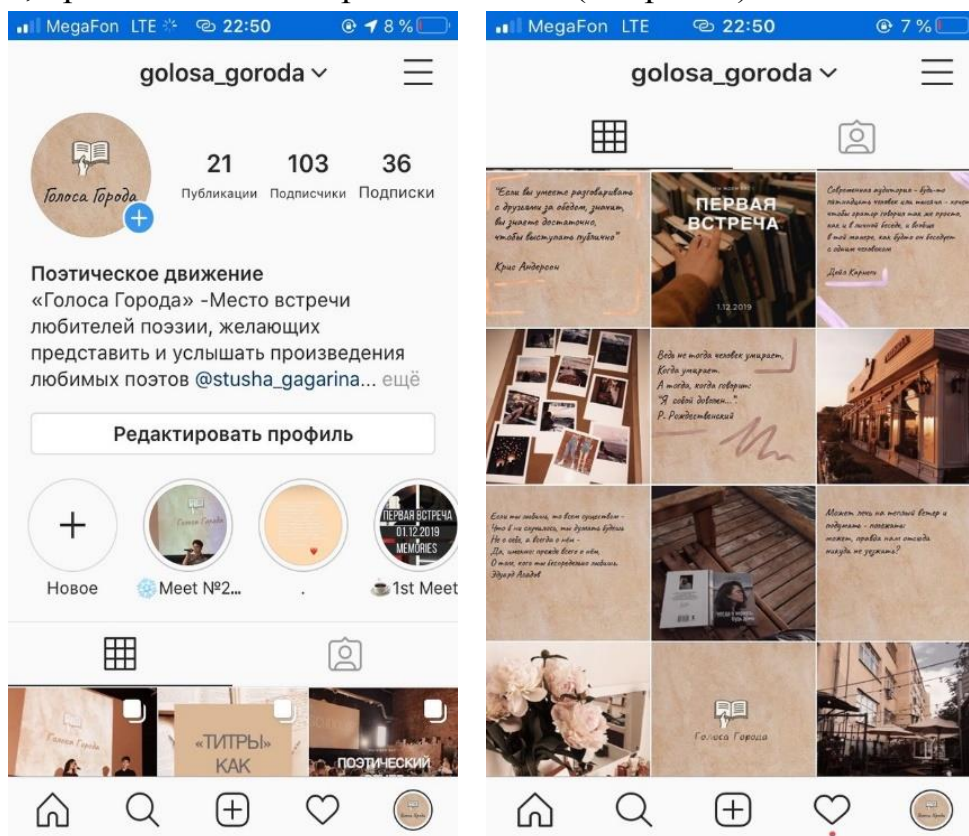 MegaFon LTE 22:50 8 %
golosa_goroda
Голоса Города
21 103 36
Публикации Подписчики Подписки
Поэтическое движение
«Голоса Города» -Место встречи
любителей поэзии, желающих
представить и услышать произведения
любимых поэтов @stusha_gagarina... ещё
Редактировать профиль
Голоса Города
ПЕРВАЯ ВСТРЕЧА
01.12.2019
MEMORIES
Новое Meet №2... . 1st Meet
Голоса Города
«ТИТРЫ»
КАК
ПОЭТИЧЕСКИЙ
MegaFon LTE 22:50 7 %
golosa_goroda
"Если вы умеете разговаривать
с друзьями за обедом, значит,
вы знаете достаточно,
чтобы выступать публично"
Крис Андерсон
ПЕРВАЯ
ВСТРЕЧА
1.12.2019
Современная аудитория - будь-то
пятнадцать человек или тысяча - хочет
чтобы оратор говорил так же просто,
как и в личной беседе, и вообще
в той манере, как будто он беседует
с одним человеком
Дейл Карнеги
Ведь не тогда человек умирает,
Когда умирает.
А тогда, когда говорит:
"Я собой доволен...".
Р. Рождественский
Если ты любишь, то всем существом -
Что б ни случилось, ты думать будешь
Не о себе, а всегда о нём -
Да, именно: прежде всего о нём,
О том, кого ты беспредельно любишь.
Эдуард Асадов
Может лечь на теплый ветер и
подумать - полежать:
может, правда нам отсюда
никуда не уезжать?
Голоса Города